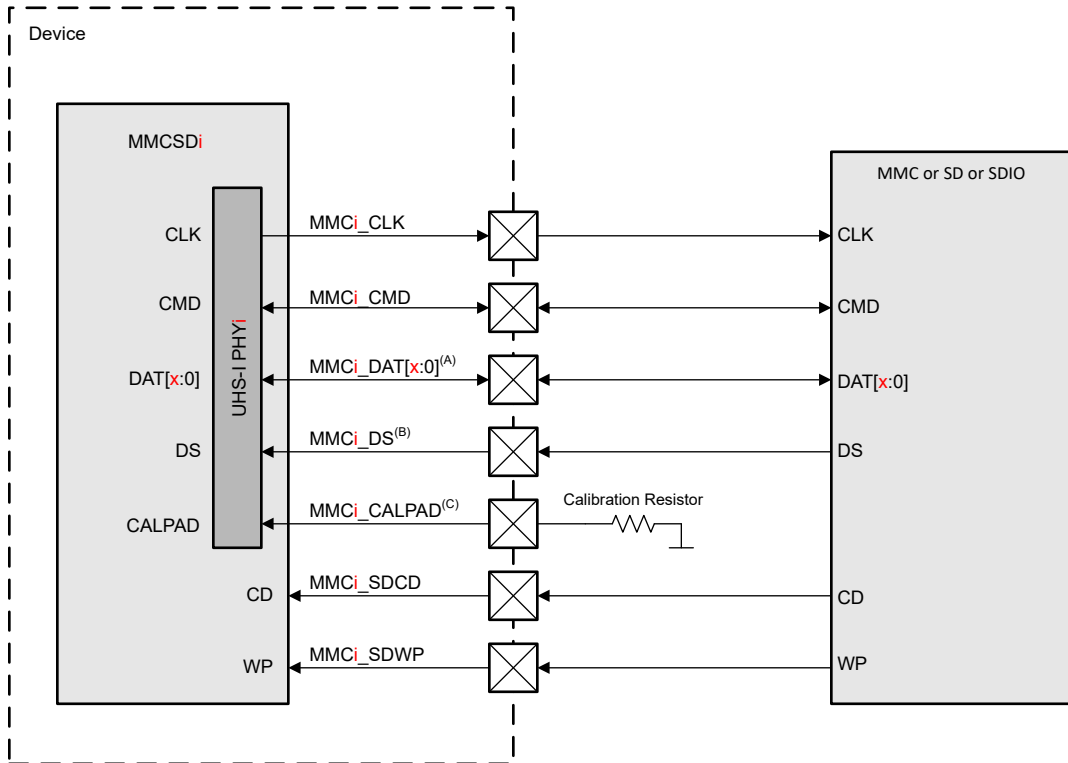 Device
MMCSDi
MMC or SD or SDIO
CLK
MMCi_CLK
CLK
CMD
MMCi_CMD
CMD
UHS-I PHYi
DAT[x:0]
MMCi_DAT[x:0](A)
DAT[x:0]
DS
MMCi_DS(B)
DS
CALPAD
MMCi_CALPAD(C)
Calibration Resistor
CD
MMCi_SDCD
CD
WP
MMCi_SDWP
WP